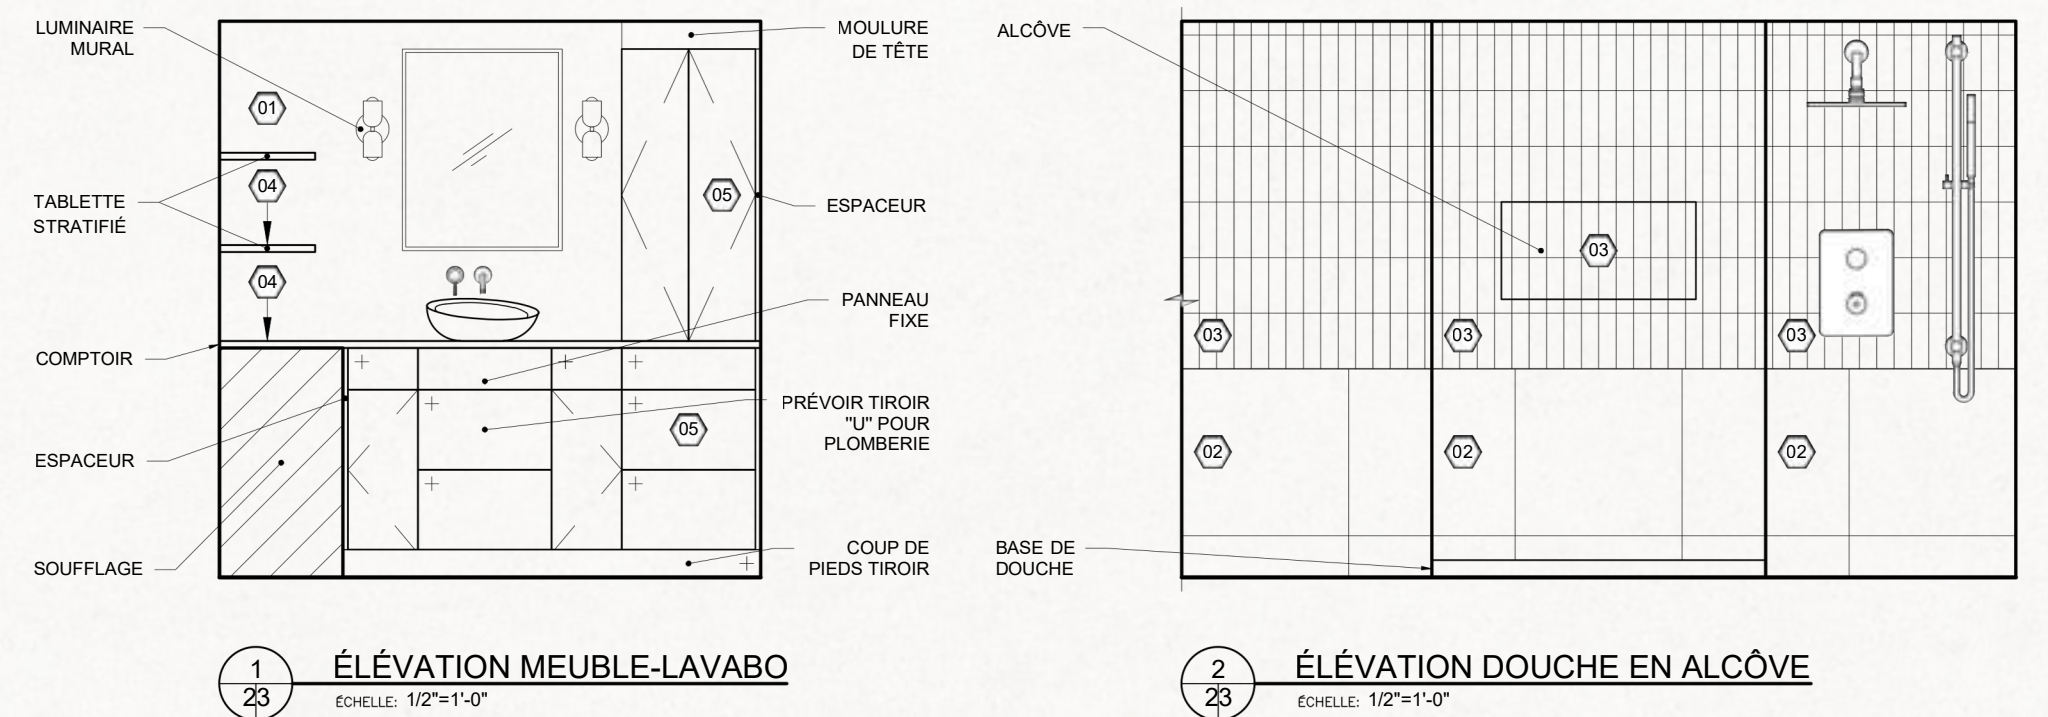 LUMINAIRE
MURAL
01
TABLETTE
STRATIFIÉ
04
04
COMPTOIR
ESPACEUR
SOUFFLAGE
MOULURE
DE TÊTE
05
ESPACEUR
PANNEAU
FIXE
PRÉVOIR TIROIR
"U" POUR
PLOMBERIE
05
COUP DE
PIEDS TIROIR
1
23
ÉLÉVATION MEUBLE-LAVABO
ÉCHELLE: 1/2"=1'-0"
ALCÔVE
03
03
03
03
02
02
02
BASE DE
DOUCHE
2
23
ÉLÉVATION DOUCHE EN ALCÔVE
ÉCHELLE: 1/2"=1'-0"